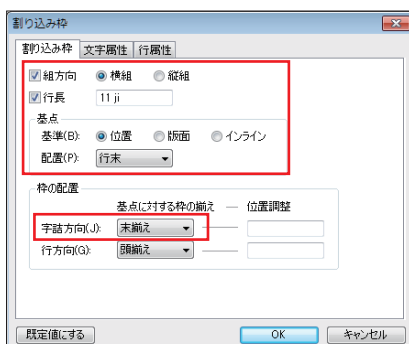 割り込み枠
割り込み枠 文字属性 行属性
組方向 横組 縦組
行長 11 ji
基点
基準(B): 位置 版面 インライン
配置(P): 行末
枠の配置
基点に対する枠の揃え ― 位置調整
字詰方向(J): 末揃え
行方向(G): 頭揃え
既定値にする OK キャンセル